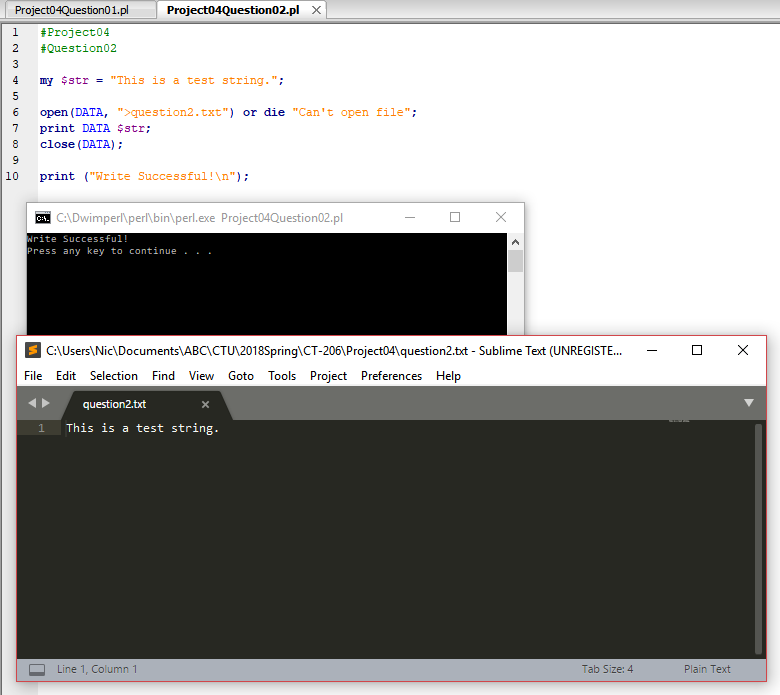 Project04Question01.pl Project04Question02.pl
1 #Project04
2 #Question02
3
4 my $str = "This is a test string.";
5
6 open(DATA, ">question2.txt") or die "Can't open file";
7 print DATA $str;
8 close(DATA);
9
10 print ("Write Successful!\n");
C:\Dwimperl\perl\bin\perl.exe Project04Question02.pl
Write Successful!
Press any key to continue . . .
C:\Users\Nic\Documents\ABC\CTU\2018Spring\CT-206\Project04\question2.txt - Sublime Text (UNREGISTE...
File Edit Selection Find View Goto Tools Project Preferences Help
question2.txt
1 This is a test string.
Line 1, Column 1 Tab Size: 4 Plain Text